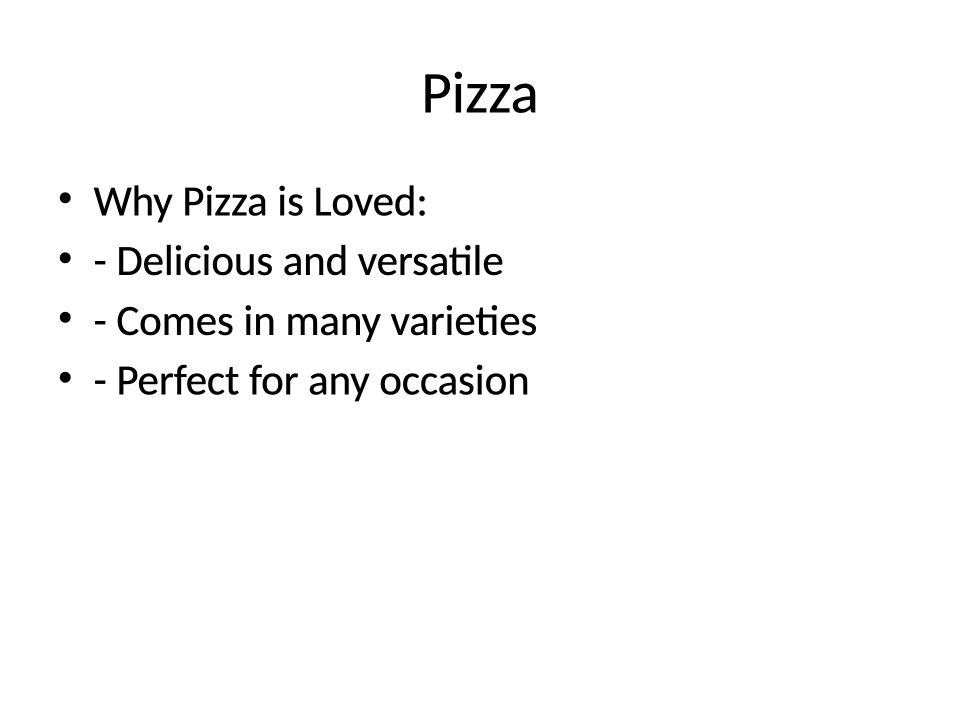 Pizza
• Why Pizza is Loved:
• - Delicious and versatile
• - Comes in many varieties
• - Perfect for any occasion